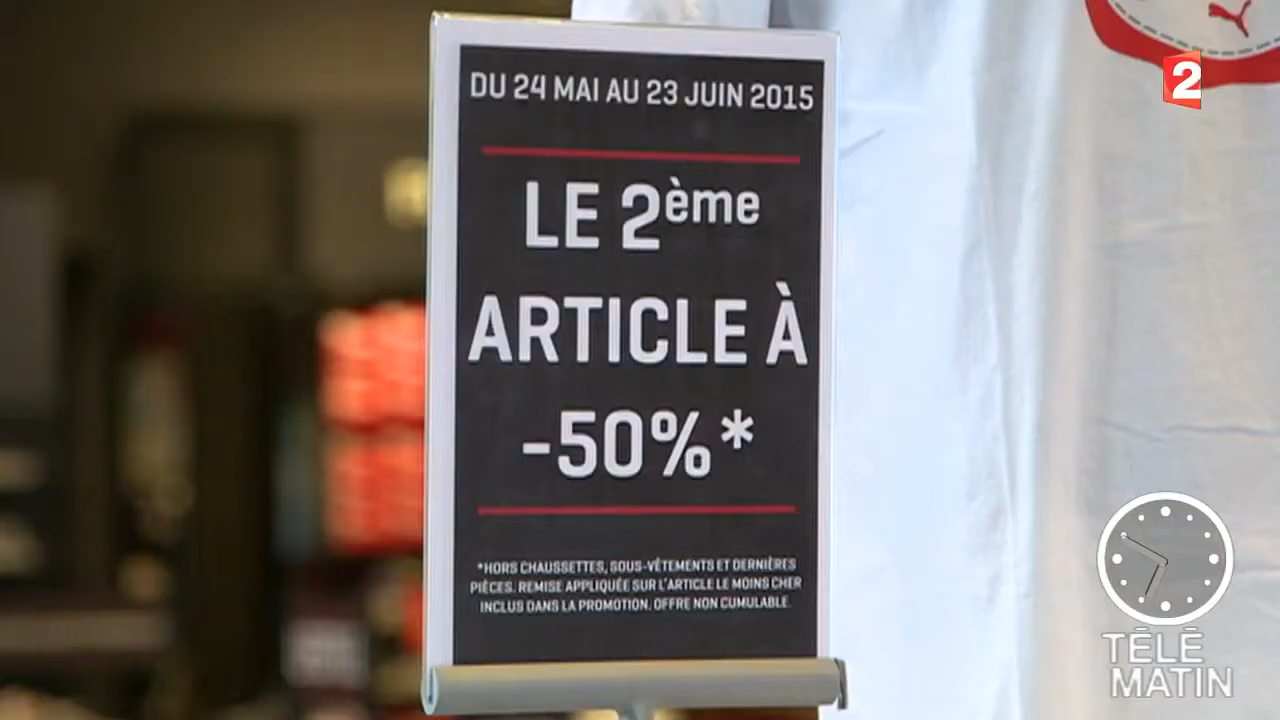 DU 24 MAI AU 23 JUIN 2015
LE 2ème
ARTICLE À
-50%*
*HORS CHAUSSETTES, SOUS-VÊTEMENTS ET DERNIÈRES
PIÈCES. REMISE APPLIQUÉE SUR L'ARTICLE LE MOINS CHER
INCLUS DANS LA PROMOTION. OFFRE NON CUMULABLE.
2
TÉLÉ
MATIN